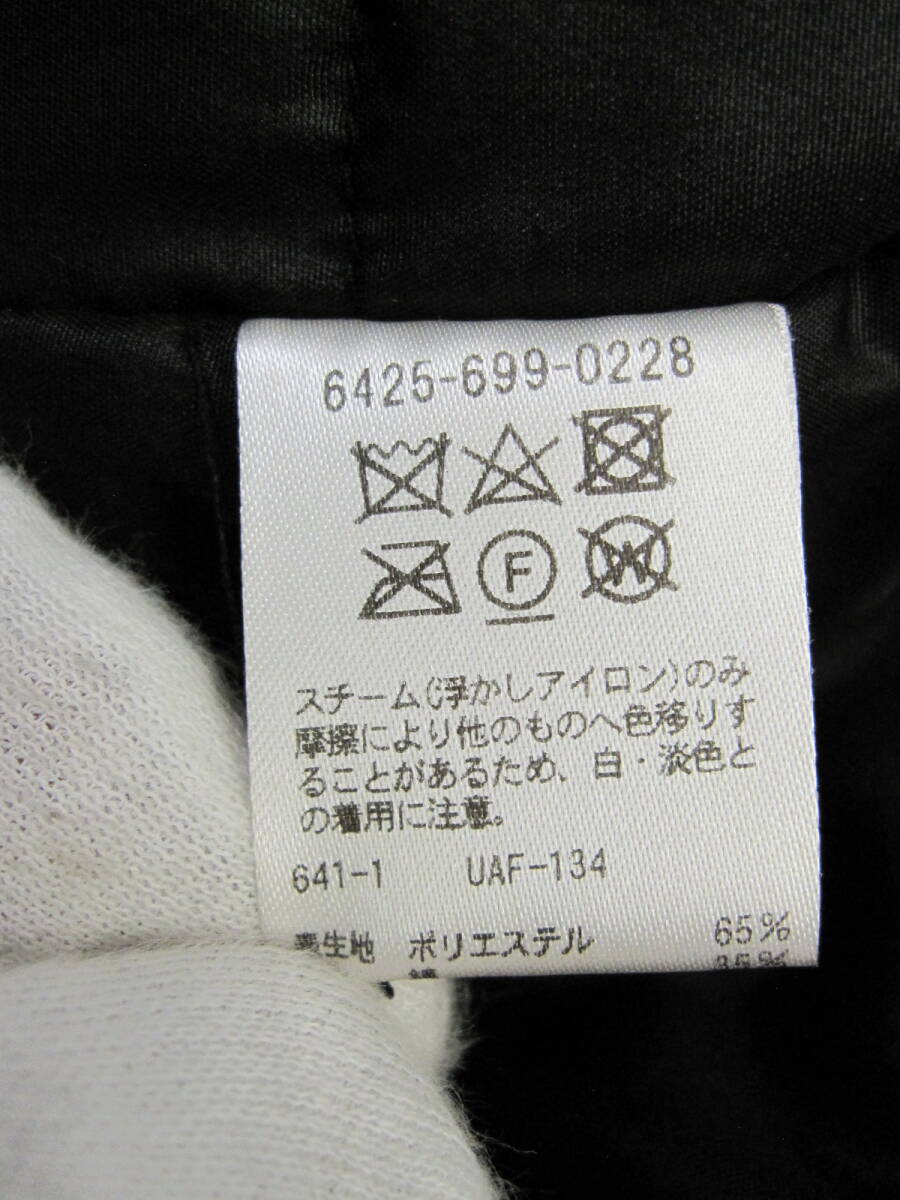 6425-699-0228
F
W
スチーム(浮かしアイロン)のみ
摩擦により他のものへ色移りす
ることがあるため、白・淡色と
の着用に注意。
641-1 UAF-134
表生地 ポリエステル 65%
35%